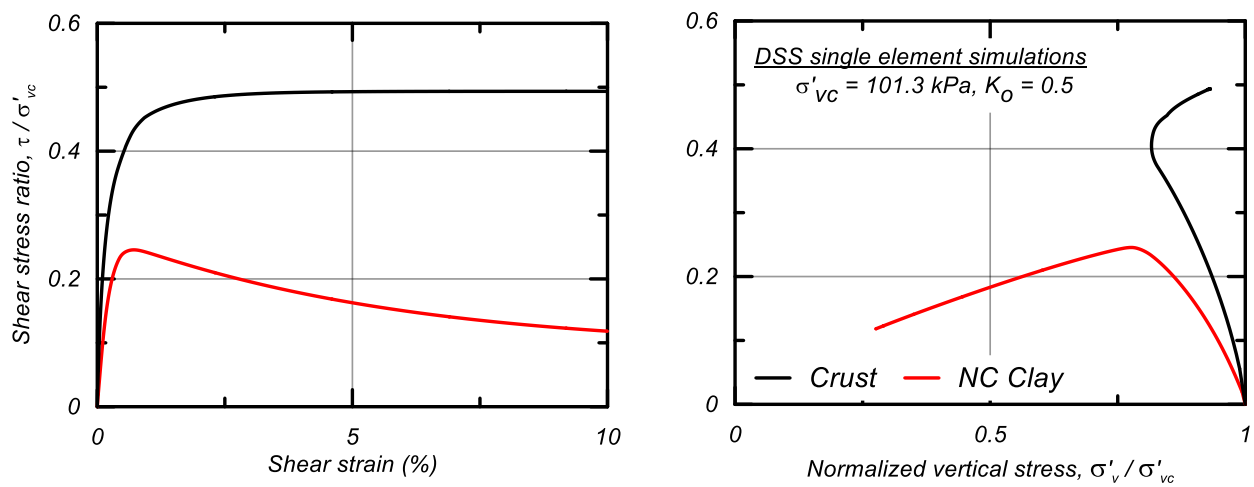 0.6
0.4
0.2
0
Shear stress ratio, τ / σ'vc
0
5
10
Shear strain (%)
0.6
0.4
0.2
0
DSS single element simulations
σ'vc = 101.3 kPa, Ko = 0.5
Crust
NC Clay
0
0.5
1
Normalized vertical stress, σ'v / σ'vc